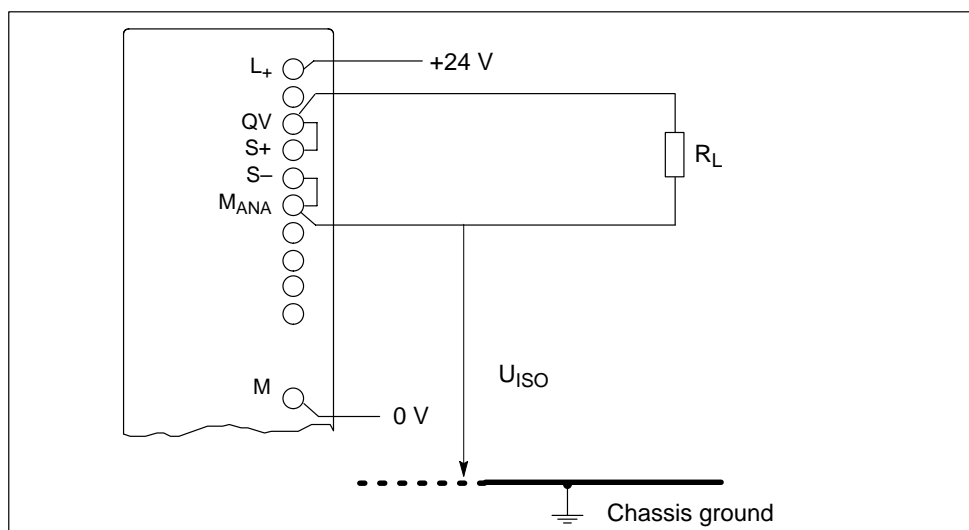 L+
+24 V
QV
S+
S–
MANA
RL
UISO
M
0 V
Chassis ground